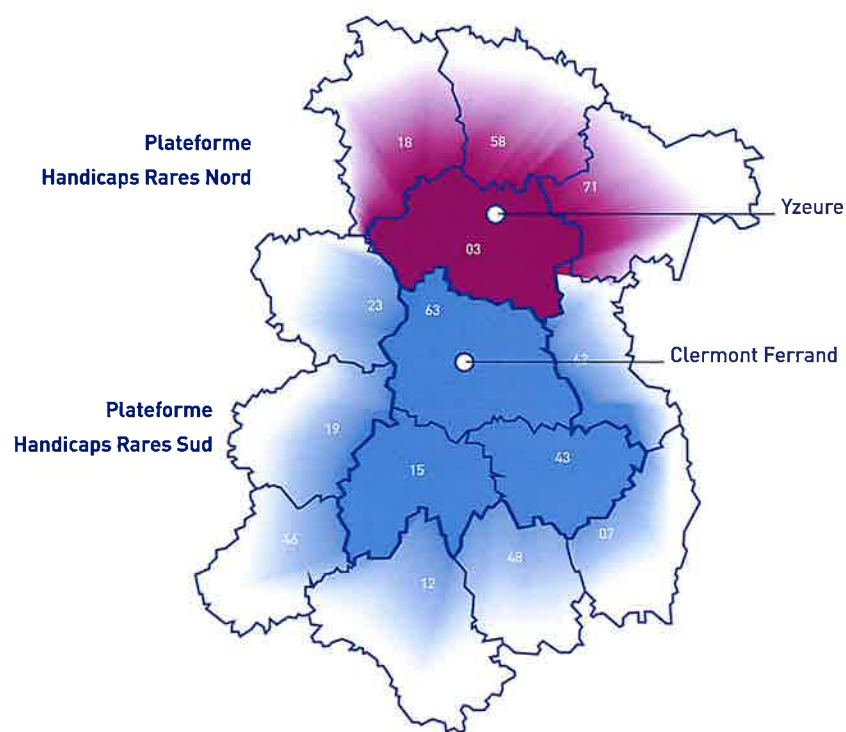 Plateforme
Handicaps Rares Nord
18
58
71
Yzeure
03
23
63
Clermont Ferrand
Plateforme
Handicaps Rares Sud
19
15
43
46
07
48
12